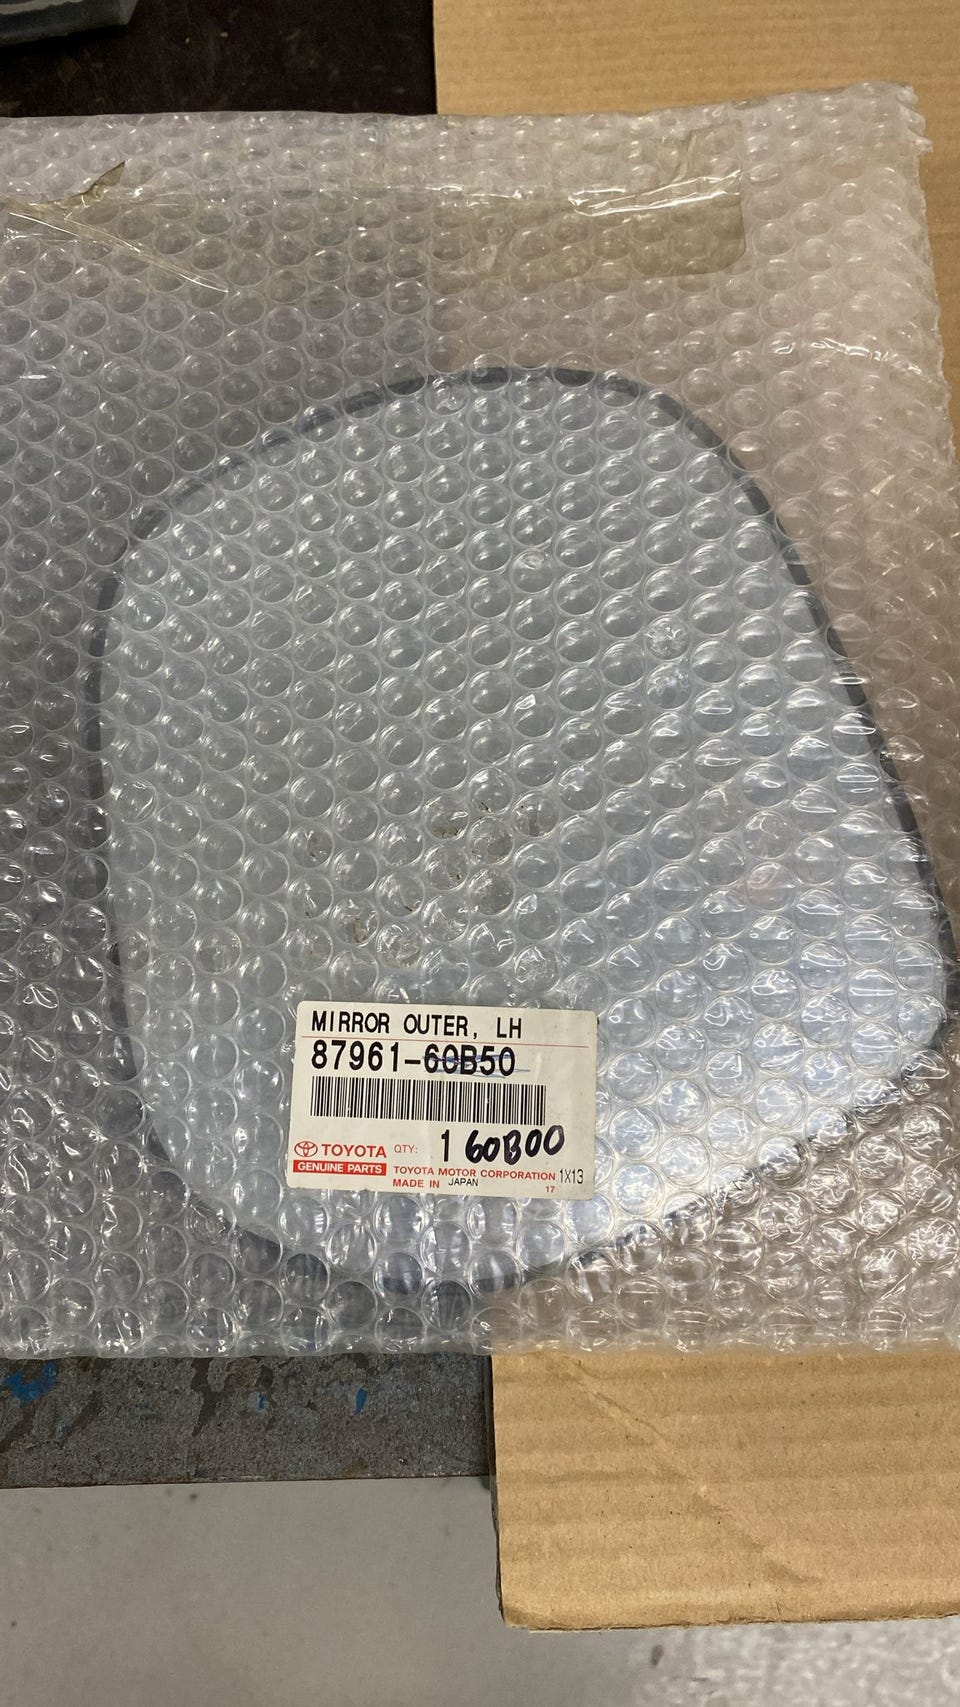 MIRROR OUTER, LH
87961-60B50
TOYOTA QTY: 1 60B00
GENUINE PARTS TOYOTA MOTOR CORPORATION 1X13
MADE IN JAPAN 17